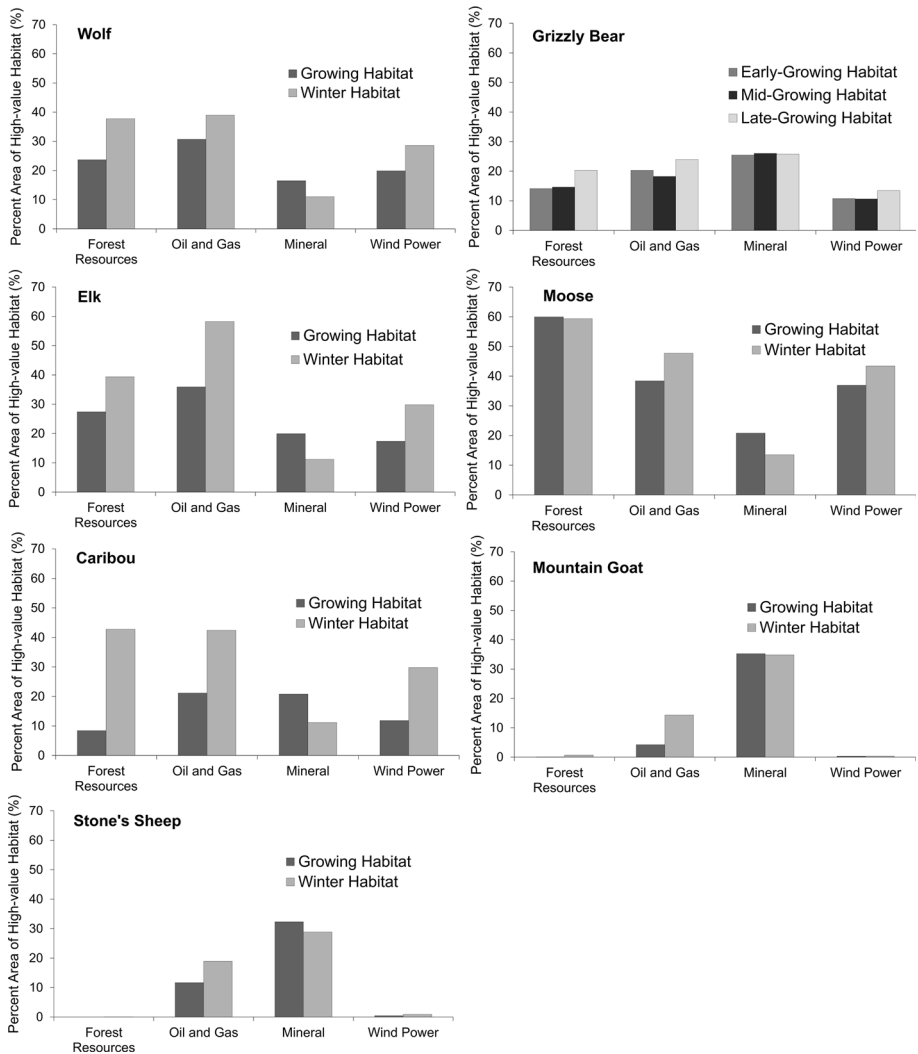 Percent Area of High-value Habitat (%)
70
60
50
40
30
20
10
0
Wolf
Growing Habitat
Winter Habitat
Forest
Resources
Oil and Gas
Mineral
Wind Power
Percent Area of High-value Habitat (%)
70
60
50
40
30
20
10
0
Grizzly Bear
Early-Growing Habitat
Mid-Growing Habitat
Late-Growing Habitat
Forest
Resources
Oil and Gas
Mineral
Wind Power
Percent Area of High-value Habitat (%)
70
60
50
40
30
20
10
0
Elk
Growing Habitat
Winter Habitat
Forest
Resources
Oil and Gas
Mineral
Wind Power
Percent Area of High-value Habitat (%)
70
60
50
40
30
20
10
0
Moose
Growing Habitat
Winter Habitat
Forest
Resources
Oil and Gas
Mineral
Wind Power
Percent Area of High-value Habitat (%)
70
60
50
40
30
20
10
0
Caribou
Growing Habitat
Winter Habitat
Forest
Resources
Oil and Gas
Mineral
Wind Power
Percent Area of High-value Habitat (%)
70
60
50
40
30
20
10
0
Mountain Goat
Growing Habitat
Winter Habitat
Forest
Resources
Oil and Gas
Mineral
Wind Power
Percent Area of High-value Habitat (%)
70
60
50
40
30
20
10
0
Stone's Sheep
Growing Habitat
Winter Habitat
Forest
Resources
Oil and Gas
Mineral
Wind Power